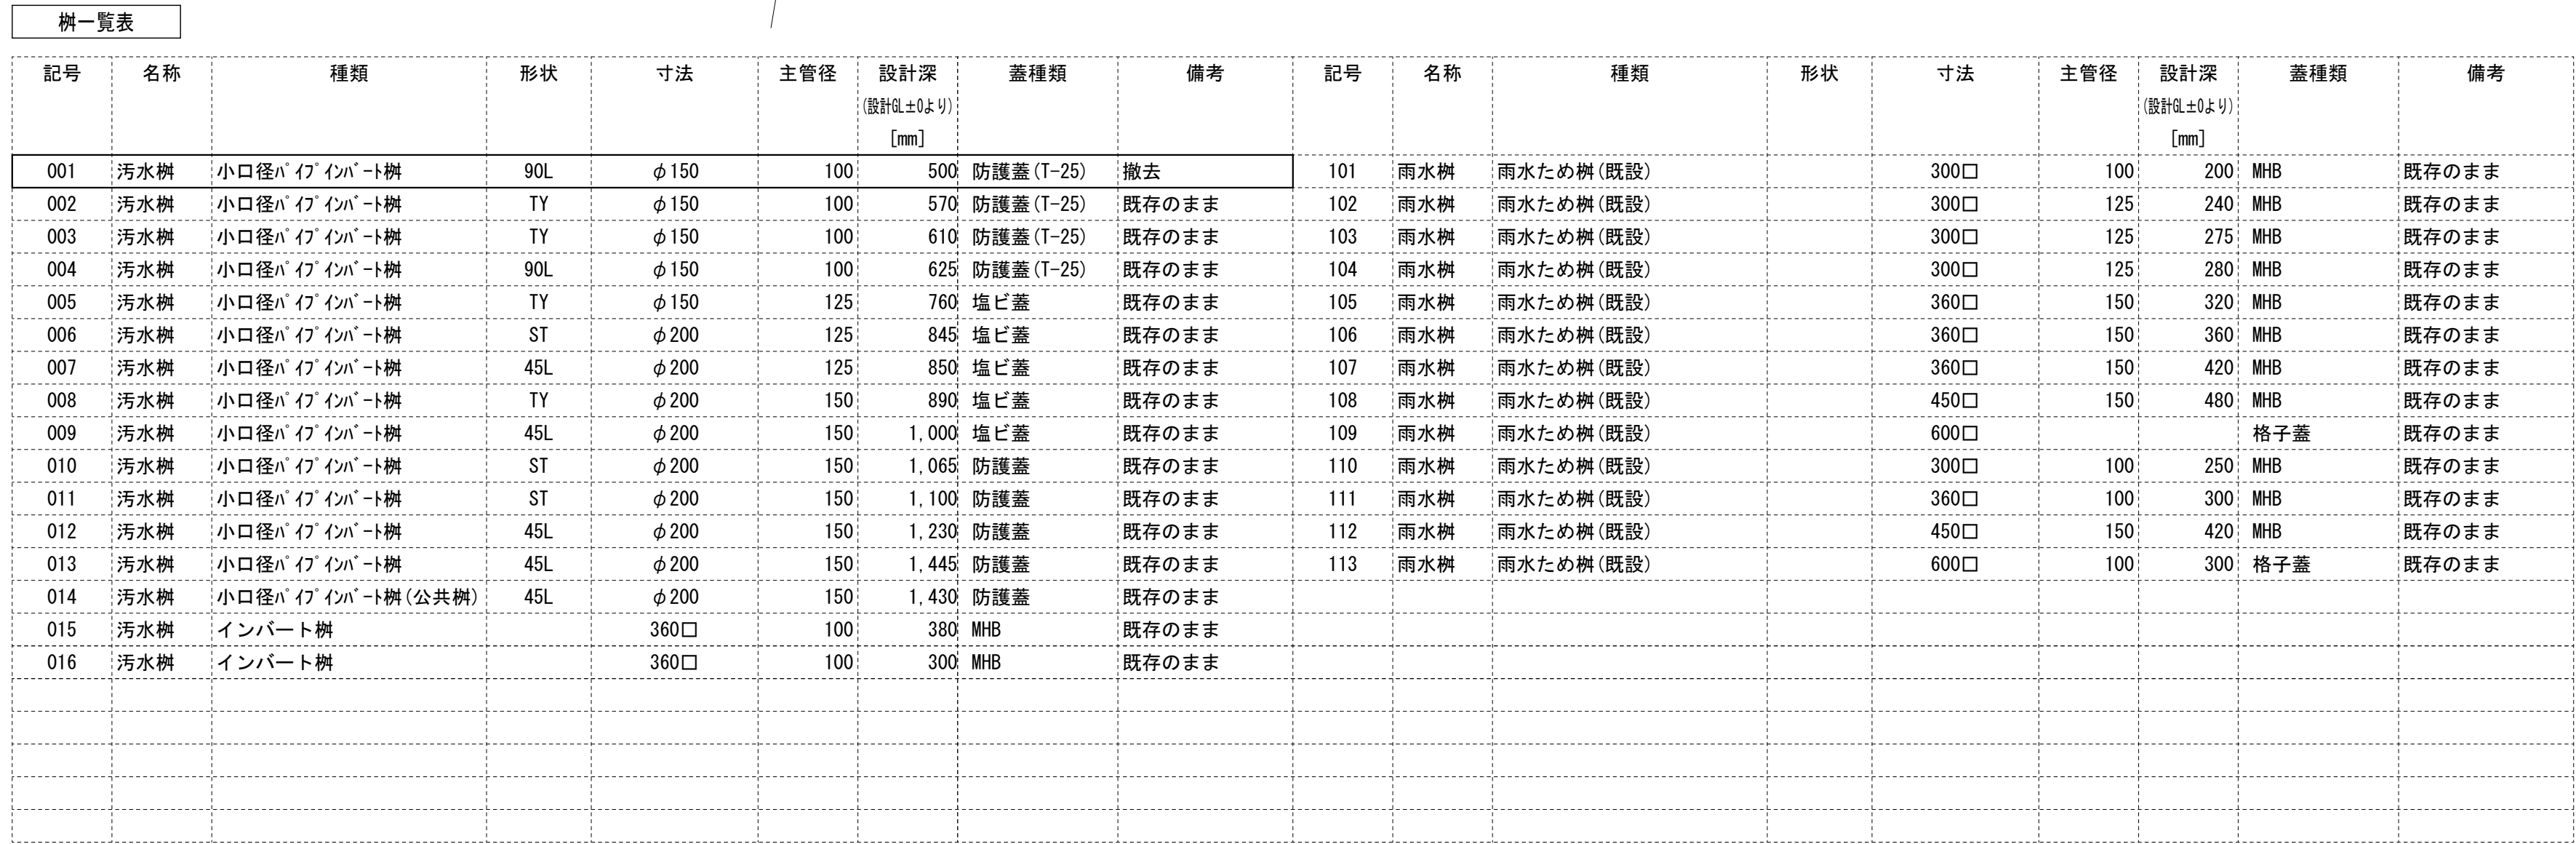 桝一覧表
記号 名称 種類 形状 寸法 主管径 設計深 蓋種類 備考 記号 名称 種類 形状 寸法 主管径 設計深 蓋種類 備考
(設計GL±0より) (設計GL±0より)
[mm] [mm]
001 汚水桝 小口径ﾊﾟｲﾌﾟｲﾝﾊﾞｰﾄ桝 90L φ150 100 500 防護蓋(T-25) 撤去 101 雨水桝 雨水ため桝(既設) 300□ 100 200 MHB 既存のまま
002 汚水桝 小口径ﾊﾟｲﾌﾟｲﾝﾊﾞｰﾄ桝 TY φ150 100 570 防護蓋(T-25) 既存のまま 102 雨水桝 雨水ため桝(既設) 300□ 125 240 MHB 既存のまま
003 汚水桝 小口径ﾊﾟｲﾌﾟｲﾝﾊﾞｰﾄ桝 TY φ150 100 610 防護蓋(T-25) 既存のまま 103 雨水桝 雨水ため桝(既設) 300□ 125 275 MHB 既存のまま
004 汚水桝 小口径ﾊﾟｲﾌﾟｲﾝﾊﾞｰﾄ桝 90L φ150 100 625 防護蓋(T-25) 既存のまま 104 雨水桝 雨水ため桝(既設) 300□ 125 280 MHB 既存のまま
005 汚水桝 小口径ﾊﾟｲﾌﾟｲﾝﾊﾞｰﾄ桝 TY φ150 125 760 塩ビ蓋 既存のまま 105 雨水桝 雨水ため桝(既設) 360□ 150 320 MHB 既存のまま
006 汚水桝 小口径ﾊﾟｲﾌﾟｲﾝﾊﾞｰﾄ桝 ST φ200 125 845 塩ビ蓋 既存のまま 106 雨水桝 雨水ため桝(既設) 360□ 150 360 MHB 既存のまま
007 汚水桝 小口径ﾊﾟｲﾌﾟｲﾝﾊﾞｰﾄ桝 45L φ200 125 850 塩ビ蓋 既存のまま 107 雨水桝 雨水ため桝(既設) 360□ 150 420 MHB 既存のまま
008 汚水桝 小口径ﾊﾟｲﾌﾟｲﾝﾊﾞｰﾄ桝 TY φ200 150 890 塩ビ蓋 既存のまま 108 雨水桝 雨水ため桝(既設) 450□ 150 480 MHB 既存のまま
009 汚水桝 小口径ﾊﾟｲﾌﾟｲﾝﾊﾞｰﾄ桝 45L φ200 150 1,000 塩ビ蓋 既存のまま 109 雨水桝 雨水ため桝(既設) 600□ 格子蓋 既存のまま
010 汚水桝 小口径ﾊﾟｲﾌﾟｲﾝﾊﾞｰﾄ桝 ST φ200 150 1,065 防護蓋 既存のまま 110 雨水桝 雨水ため桝(既設) 300□ 100 250 MHB 既存のまま
011 汚水桝 小口径ﾊﾟｲﾌﾟｲﾝﾊﾞｰﾄ桝 ST φ200 150 1,100 防護蓋 既存のまま 111 雨水桝 雨水ため桝(既設) 360□ 100 300 MHB 既存のまま
012 汚水桝 小口径ﾊﾟｲﾌﾟｲﾝﾊﾞｰﾄ桝 45L φ200 150 1,230 防護蓋 既存のまま 112 雨水桝 雨水ため桝(既設) 450□ 150 420 MHB 既存のまま
013 汚水桝 小口径ﾊﾟｲﾌﾟｲﾝﾊﾞｰﾄ桝 45L φ200 150 1,445 防護蓋 既存のまま 113 雨水桝 雨水ため桝(既設) 600□ 100 300 格子蓋 既存のまま
014 汚水桝 小口径ﾊﾟｲﾌﾟｲﾝﾊﾞｰﾄ桝(公共桝) 45L φ200 150 1,430 防護蓋 既存のまま
015 汚水桝 インバート桝 360□ 100 380 MHB 既存のまま
016 汚水桝 インバート桝 360□ 100 300 MHB 既存のまま